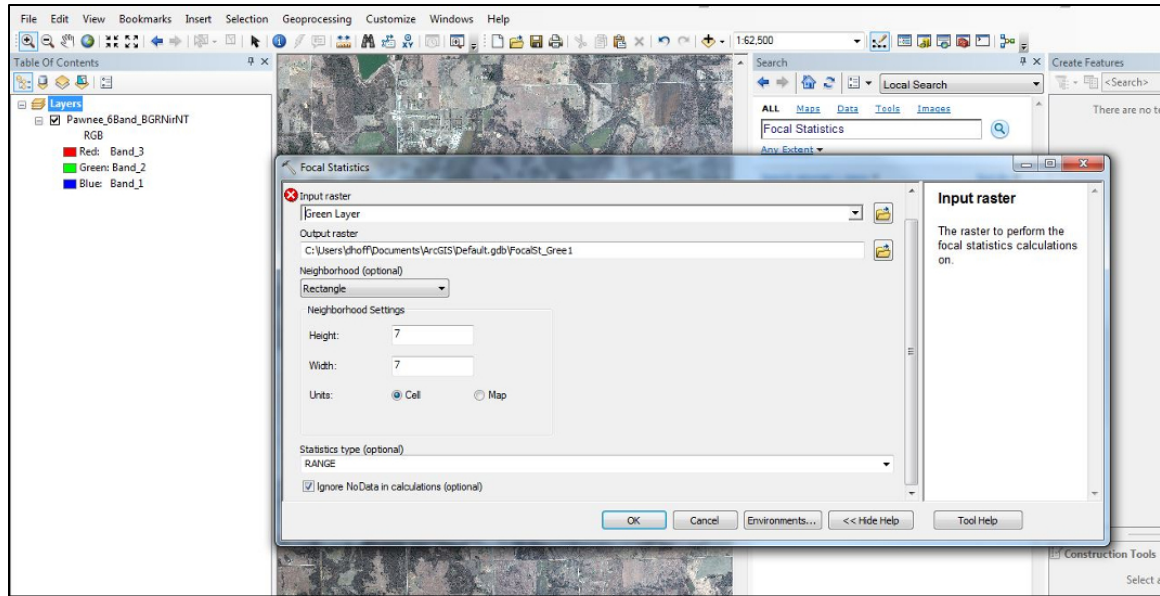 File Edit View Bookmarks Insert Selection Geoprocessing Customize Windows Help
1:62,500
Table Of Contents
Layers
Pawnee_6Band_BGRNirNT
RGB
Red: Band_3
Green: Band_2
Blue: Band_1
Search
Local Search
ALL Maps Data Tools Images
Focal Statistics
Any Extent
Create Features
<Search>
There are no te
Focal Statistics
Input raster
Green Layer
Output raster
C:\Users\dhoff\Documents\ArcGIS\Default.gdb\FocalSt_Gree1
Neighborhood (optional)
Rectangle
Neighborhood Settings
Height: 7
Width: 7
Units: Cell Map
Statistics type (optional)
RANGE
Ignore NoData in calculations (optional)
OK Cancel Environments... << Hide Help Tool Help
Input raster
The raster to perform the
focal statistics calculations
on.
Construction Tools
Select a